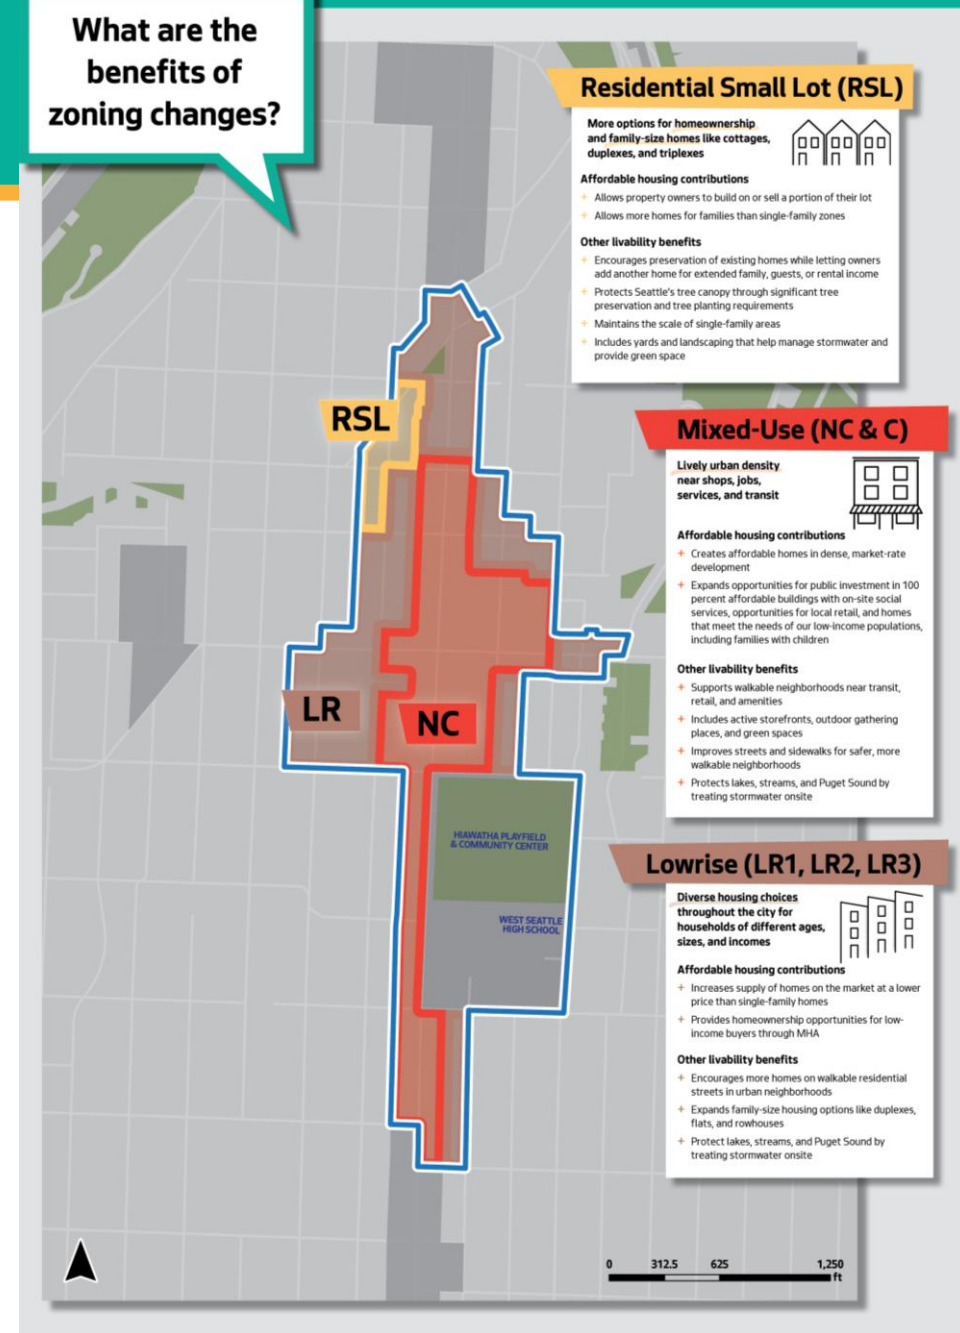 What are the
benefits of
zoning changes?
Residential Small Lot (RSL)
More options for homeownership
and family-size homes like cottages,
duplexes, and triplexes
Affordable housing contributions
+ Allows property owners to build on or sell a portion of their lot
+ Allows more homes for families than single-family zones
Other livability benefits
+ Encourages preservation of existing homes while letting owners
add another home for extended family, guests, or rental income
+ Protects Seattle's tree canopy through significant tree
preservation and tree planting requirements
+ Maintains the scale of single-family areas
+ Includes yards and landscaping that help manage stormwater and
provide green space
RSL
Mixed-Use (NC & C)
Lively urban density
near shops, jobs,
services, and transit
Affordable housing contributions
+ Creates affordable homes in dense, market-rate
development
+ Expands opportunities for public investment in 100
percent affordable buildings with on-site social
services, opportunities for local retail, and homes
that meet the needs of our low-income populations,
including families with children
Other livability benefits
+ Supports walkable neighborhoods near transit,
retail, and amenities
+ Includes active storefronts, outdoor gathering
places, and green spaces
+ Improves streets and sidewalks for safer, more
walkable neighborhoods
+ Protects lakes, streams, and Puget Sound by
treating stormwater onsite
LR
NC
HIAWATHA PLAYFIELD
& COMMUNITY CENTER
WEST SEATTLE
HIGH SCHOOL
Lowrise (LR1, LR2, LR3)
Diverse housing choices
throughout the city for
households of different ages,
sizes, and incomes
Affordable housing contributions
+ Increases supply of homes on the market at a lower
price than single-family homes
+ Provides homeownership opportunities for low-
income buyers through MHA
Other livability benefits
+ Encourages more homes on walkable residential
streets in urban neighborhoods
+ Expands family-size housing options like duplexes,
flats, and rowhouses
+ Protect lakes, streams, and Puget Sound by
treating stormwater onsite
0 312.5 625 1,250
ft